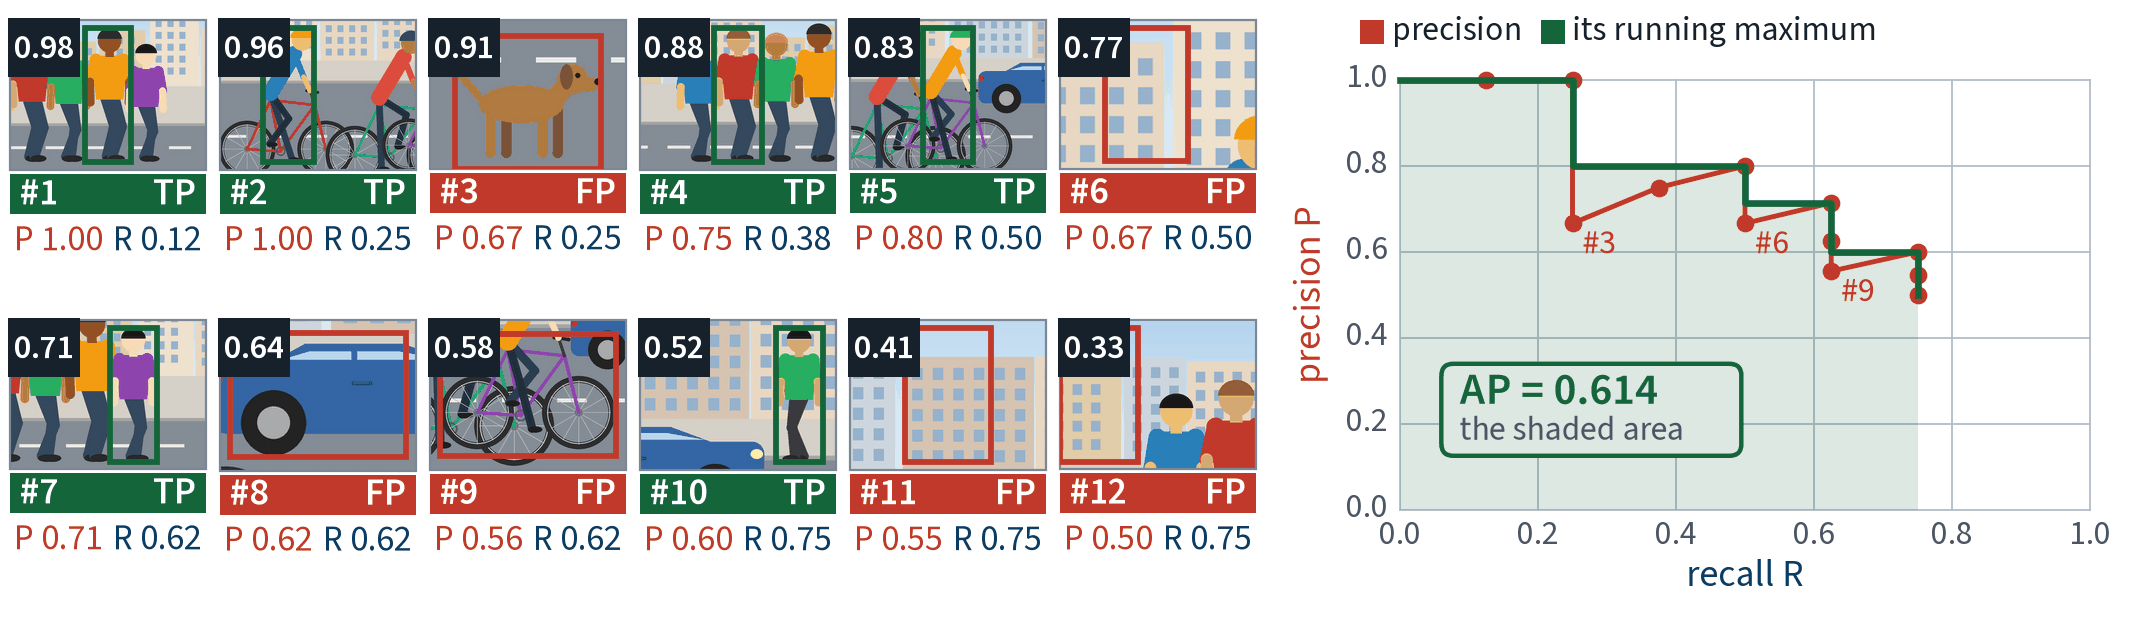 0.98
0.96
0.91
0.88
0.83
0.77
#1 TP
#2 TP
#3 FP
#4 TP
#5 TP
#6 FP
P 1.00 R 0.12
P 1.00 R 0.25
P 0.67 R 0.25
P 0.75 R 0.38
P 0.80 R 0.50
P 0.67 R 0.50
0.71
0.64
0.58
0.52
0.41
0.33
#7 TP
#8 FP
#9 FP
#10 TP
#11 FP
#12 FP
P 0.71 R 0.62
P 0.62 R 0.62
P 0.56 R 0.62
P 0.60 R 0.75
P 0.55 R 0.75
P 0.50 R 0.75
precision
its running maximum
precision P
1.0
0.8
0.6
0.4
0.2
0.0
#3
#6
#9
AP = 0.614
the shaded area
0.0
0.2
0.4
0.6
0.8
1.0
recall R